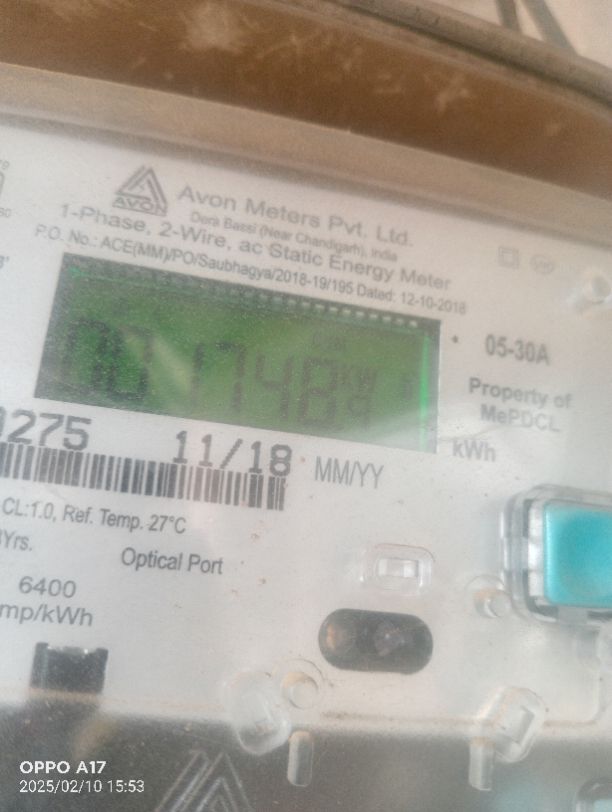 AVON
Avon Meters Pvt. Ltd.
Dera Bassi (Near Chandigarh), India
1-Phase, 2-Wire, ac Static Energy Meter
P.O. No.: ACE(MM)/PO/Saubhagya/2018-19/195 Dated: 12-10-2018
05-30A
001748
Property of
MePDCL
kWh
275 11/18 MM/YY
CL:1.0, Ref. Temp. 27°C
Yrs.
Optical Port
6400
mp/kWh
OPPO A17
2025/02/10 15:53